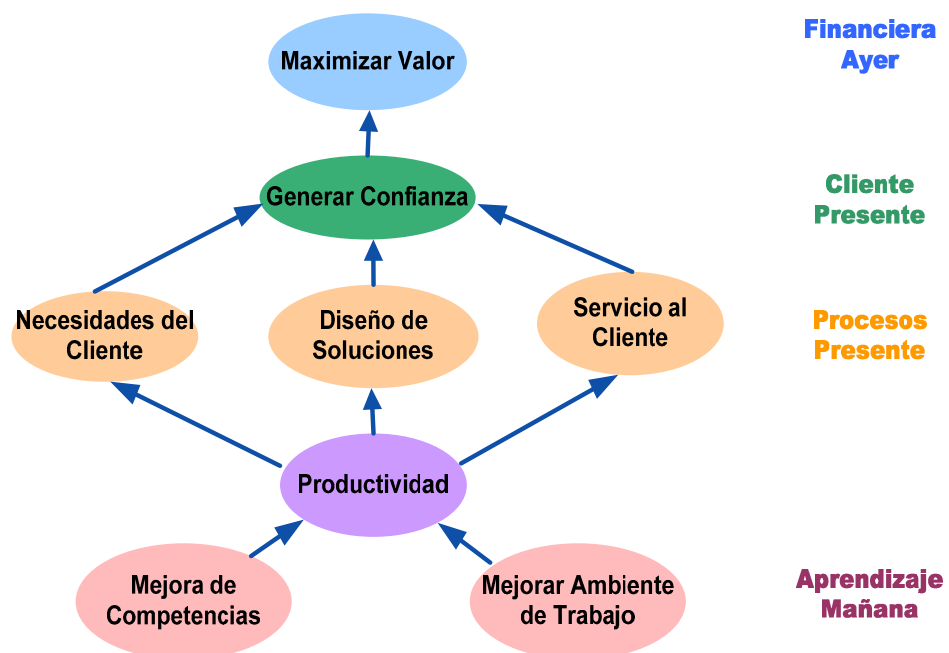 Financiera
Ayer
Maximizar Valor
Cliente
Presente
Generar Confianza
Necesidades del
Cliente
Diseño de
Soluciones
Servicio al
Cliente
Procesos
Presente
Productividad
Mejora de
Competencias
Mejorar Ambiente
de Trabajo
Aprendizaje
Mañana